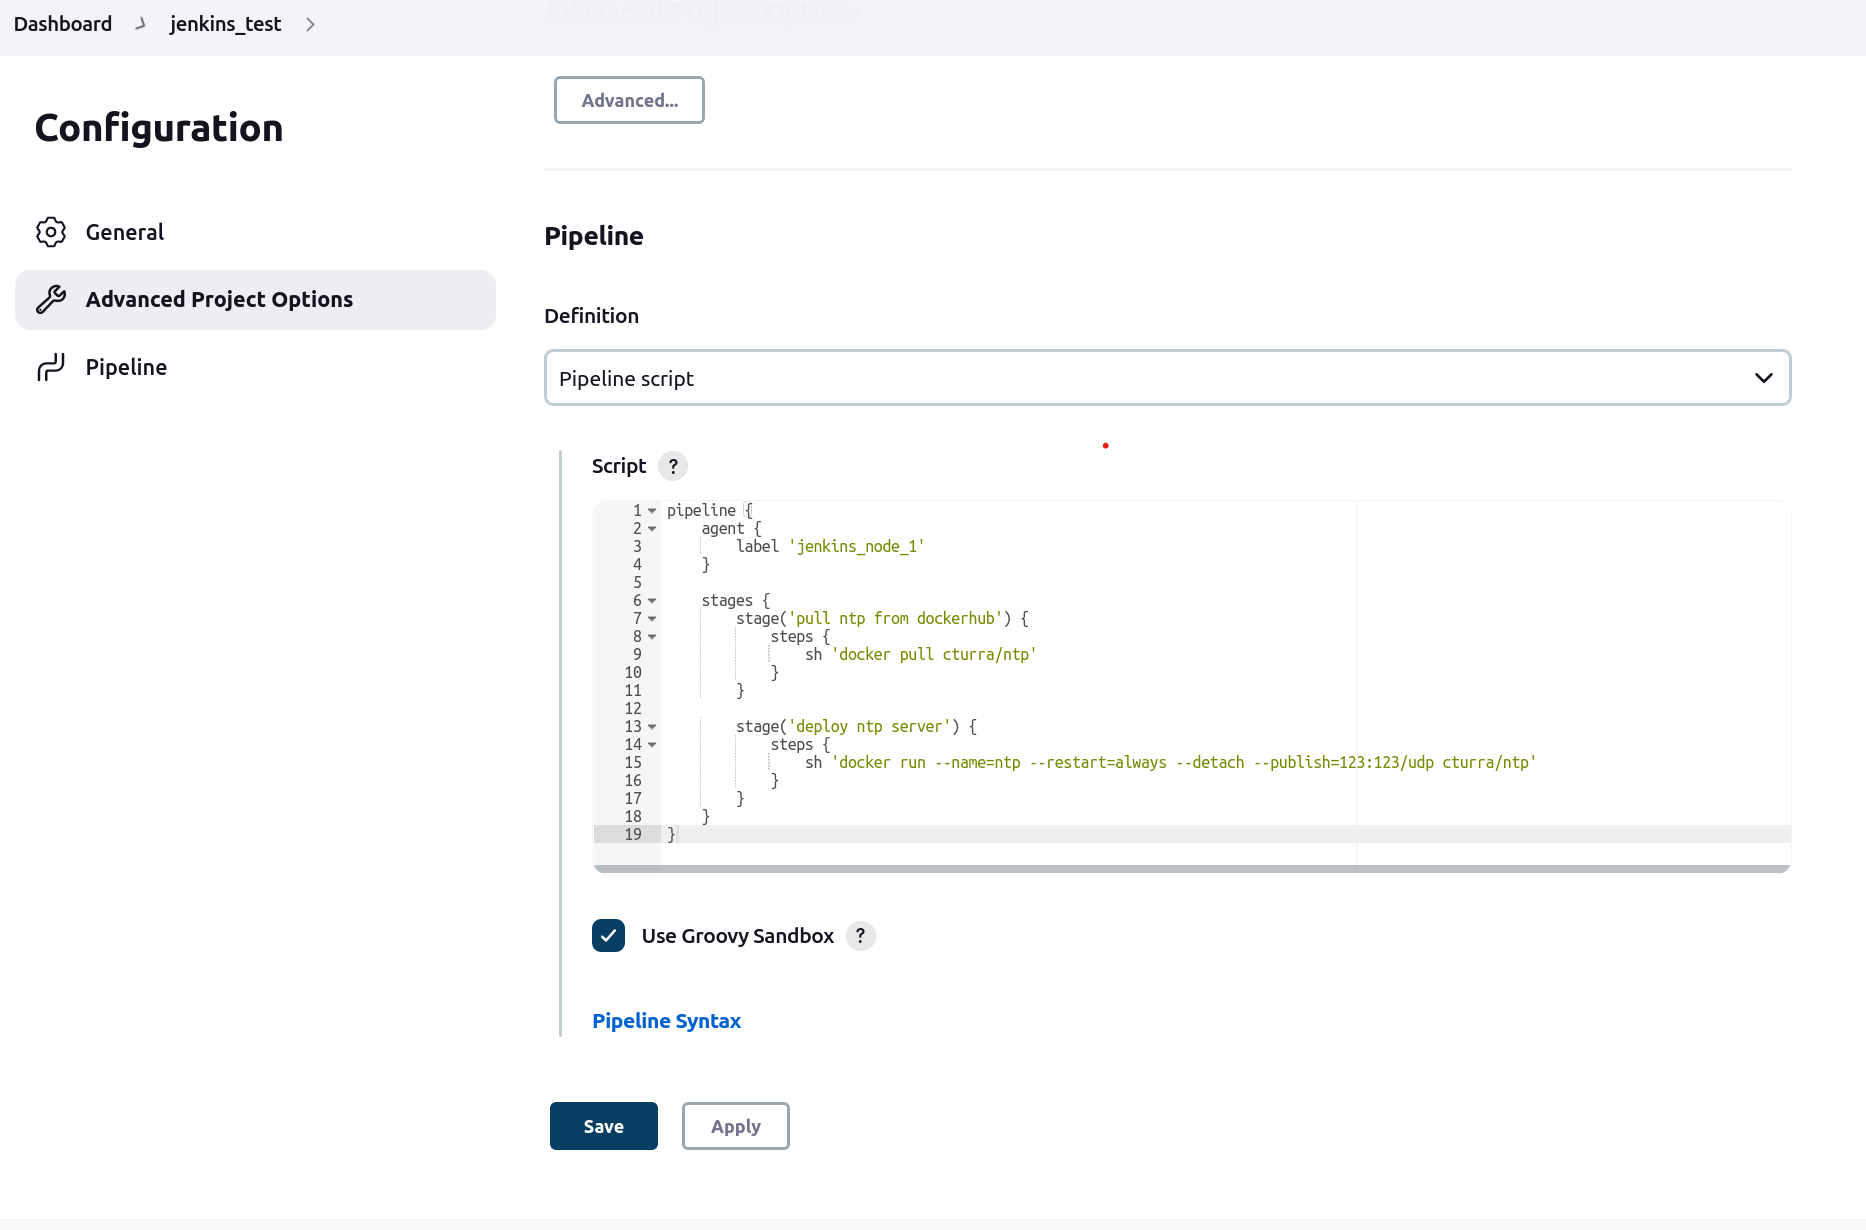 Dashboard
jenkins_test
Advanced Project Options
Advanced...
Configuration
General
Advanced Project Options
Pipeline
Pipeline
Definition
Pipeline script
Script ?
1 pipeline {
2     agent {
3         label 'jenkins_node_1'
4     }
5
6     stages {
7         stage('pull ntp from dockerhub') {
8             steps {
9                 sh 'docker pull cturra/ntp'
10             }
11         }
12
13         stage('deploy ntp server') {
14             steps {
15                 sh 'docker run --name=ntp --restart=always --detach --publish=123:123/udp cturra/ntp'
16             }
17         }
18     }
19 }
Use Groovy Sandbox ?
Pipeline Syntax
Save
Apply